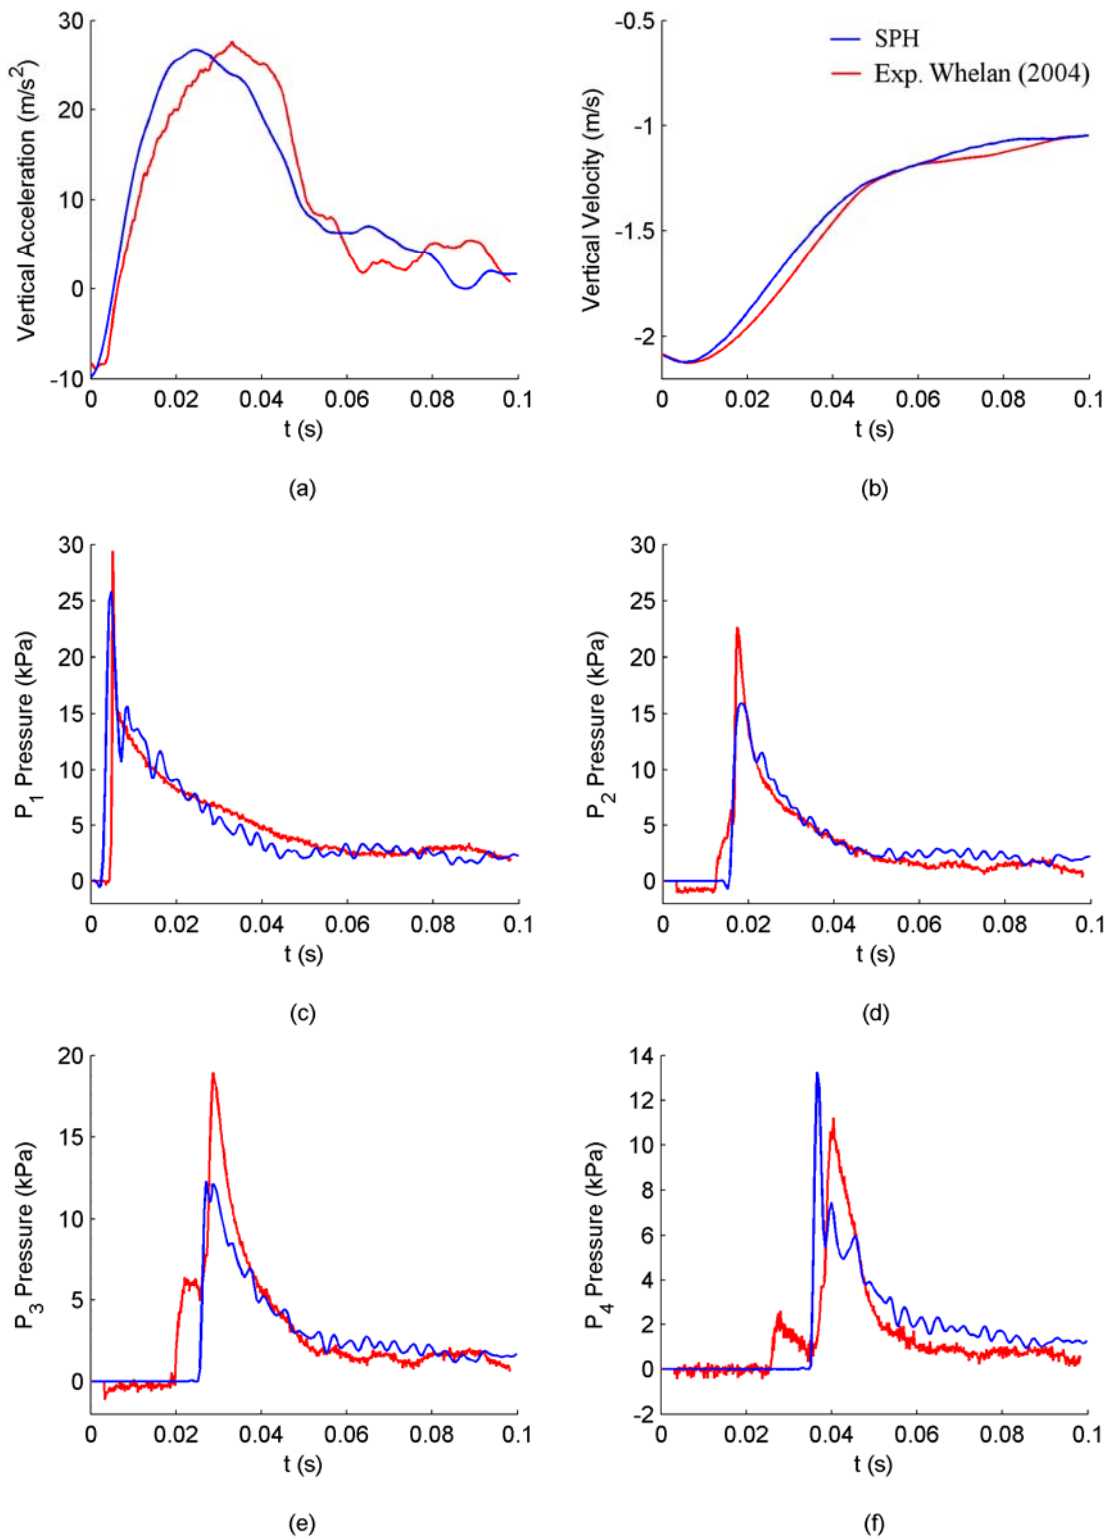 30
20
10
0
-10
Vertical Acceleration (m/s2)
0 0.02 0.04 0.06 0.08 0.1
t (s)
(a)
-0.5
-1
-1.5
-2
Vertical Velocity (m/s)
SPH
Exp. Whelan (2004)
0 0.02 0.04 0.06 0.08 0.1
t (s)
(b)
30
25
20
15
10
5
0
P1 Pressure (kPa)
0 0.02 0.04 0.06 0.08 0.1
t (s)
(c)
30
25
20
15
10
5
0
P2 Pressure (kPa)
0 0.02 0.04 0.06 0.08 0.1
t (s)
(d)
20
15
10
5
0
P3 Pressure (kPa)
0 0.02 0.04 0.06 0.08 0.1
t (s)
(e)
14
12
10
8
6
4
2
0
-2
P4 Pressure (kPa)
0 0.02 0.04 0.06 0.08 0.1
t (s)
(f)